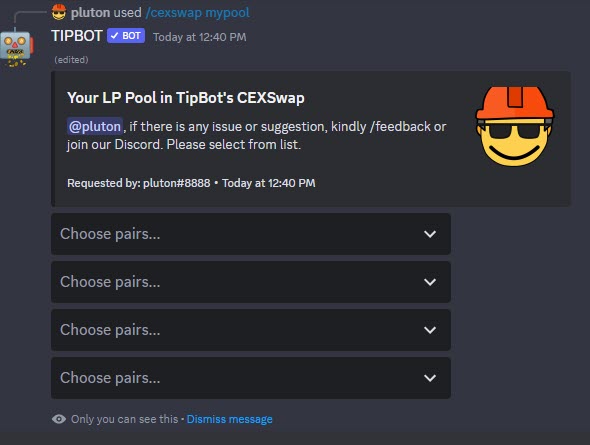 pluton used /cexswap mypool
TIPBOT ✓ BOT Today at 12:40 PM
(edited)
Your LP Pool in TipBot's CEXSwap
@pluton, if there is any issue or suggestion, kindly /feedback or
join our Discord. Please select from list.
Requested by: pluton#8888 • Today at 12:40 PM
Choose pairs...
Choose pairs...
Choose pairs...
Choose pairs...
Only you can see this • Dismiss message